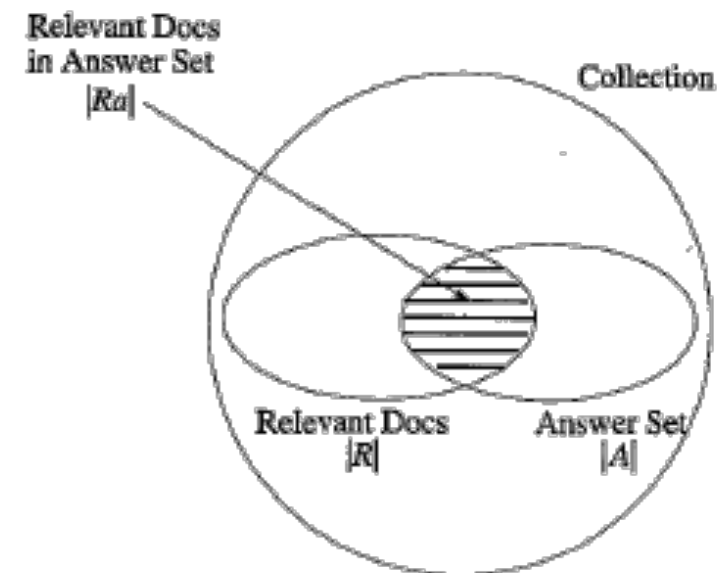 Relevant Docs
in Answer Set
|Ra|
Collection
Relevant Docs
|R|
Answer Set
|A|